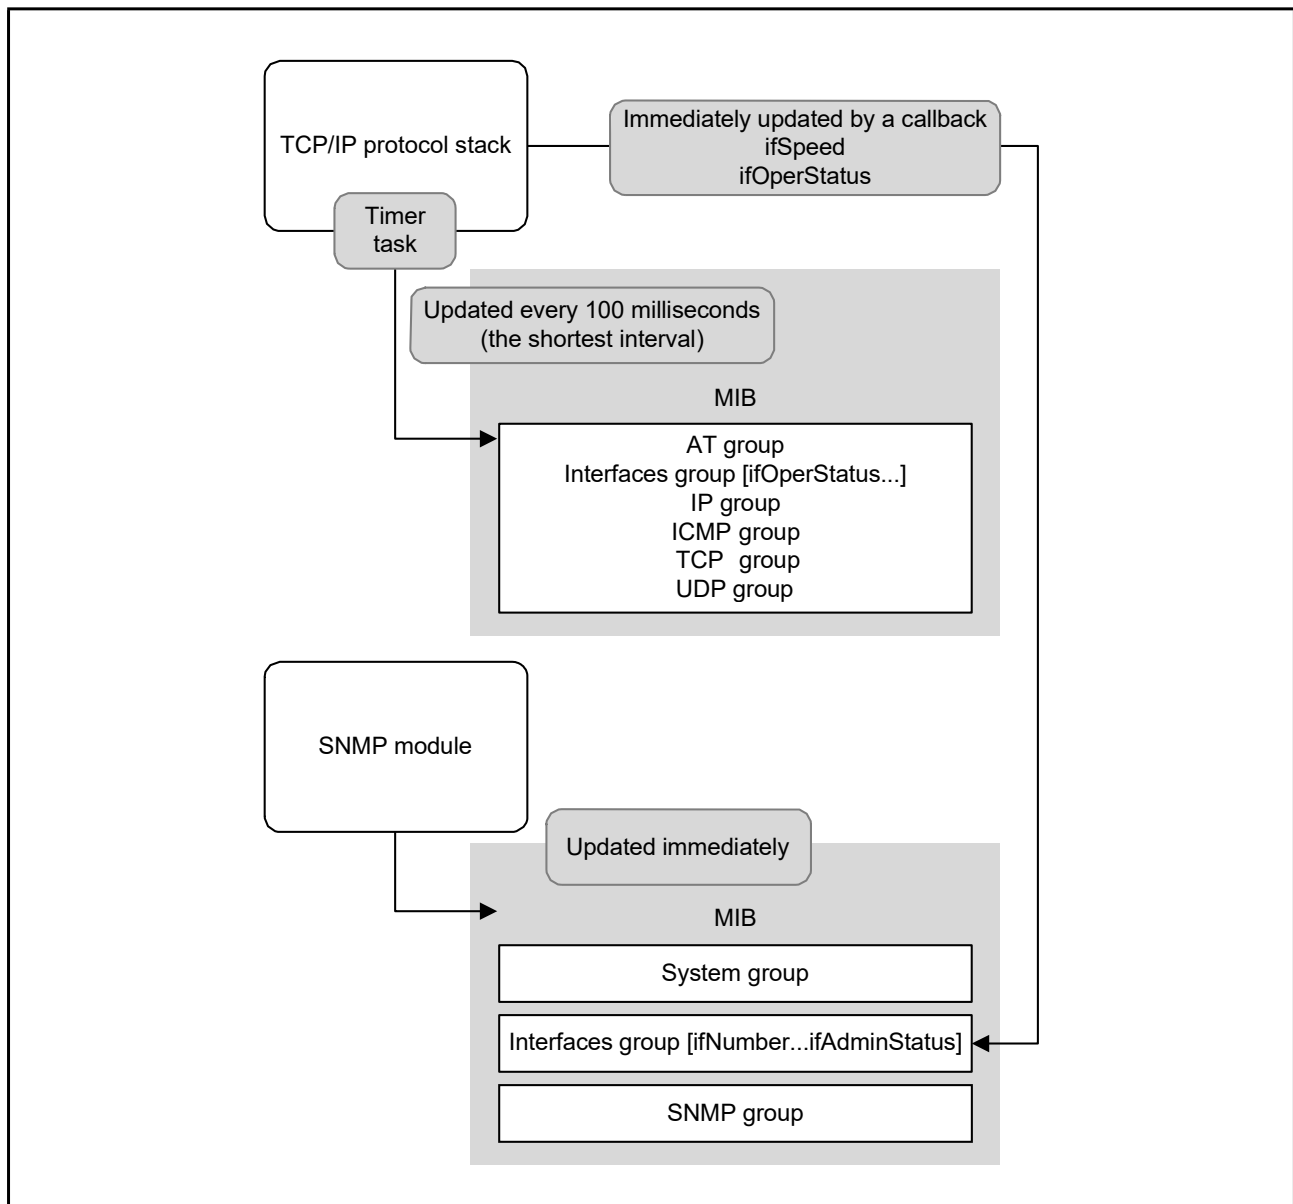 TCP/IP protocol stack
Immediately updated by a callback
ifSpeed
ifOperStatus
Timer
task
Updated every 100 milliseconds
(the shortest interval)
MIB
AT group
Interfaces group [ifOperStatus...]
IP group
ICMP group
TCP group
UDP group
SNMP module
Updated immediately
MIB
System group
Interfaces group [ifNumber...ifAdminStatus]
SNMP group